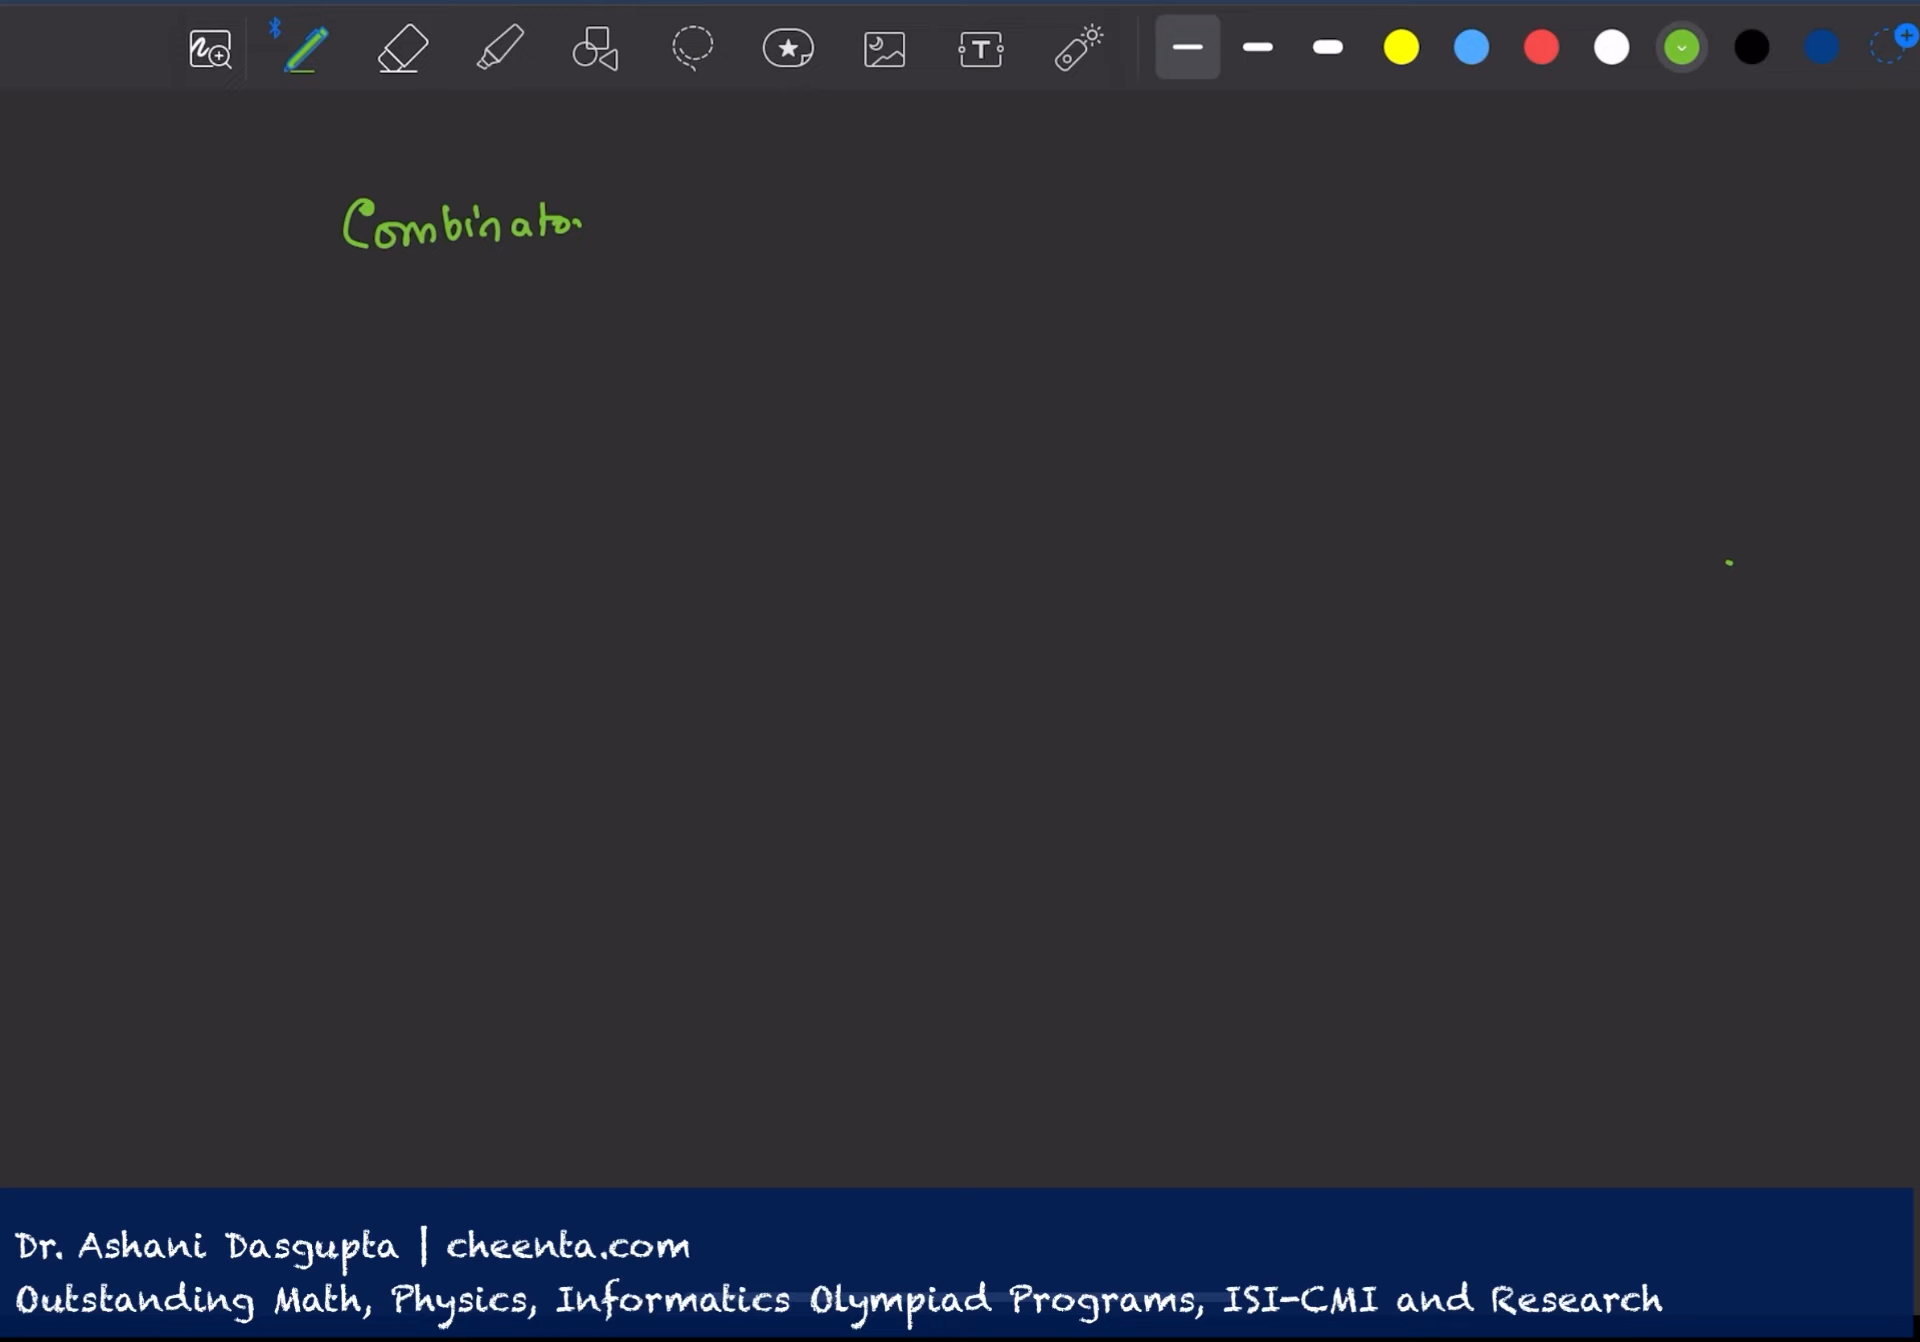 Combinator
Dr. Ashani Dasgupta | cheenta.com
Outstanding Math, Physics, Informatics Olympiad Programs, ISI-CMI and Research